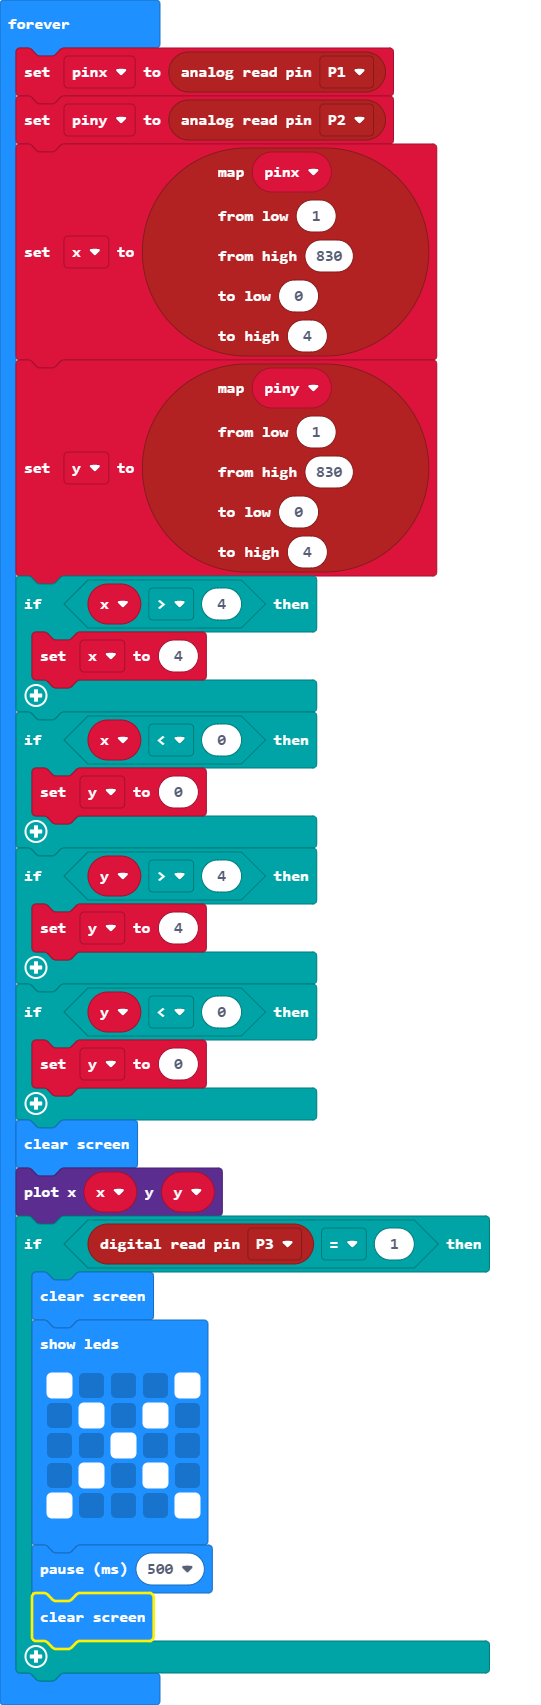 forever
set pinx to analog read pin P1
set piny to analog read pin P2
map pinx
from low 1
set x to from high 830
to low 0
to high 4
map piny
from low 1
set y to from high 830
to low 0
to high 4
if x > 4 then
set x to 4
if x < 0 then
set y to 0
if y > 4 then
set y to 4
if y < 0 then
set y to 0
clear screen
plot x x y y
if digital read pin P3 = 1 then
clear screen
show leds
pause (ms) 500
clear screen